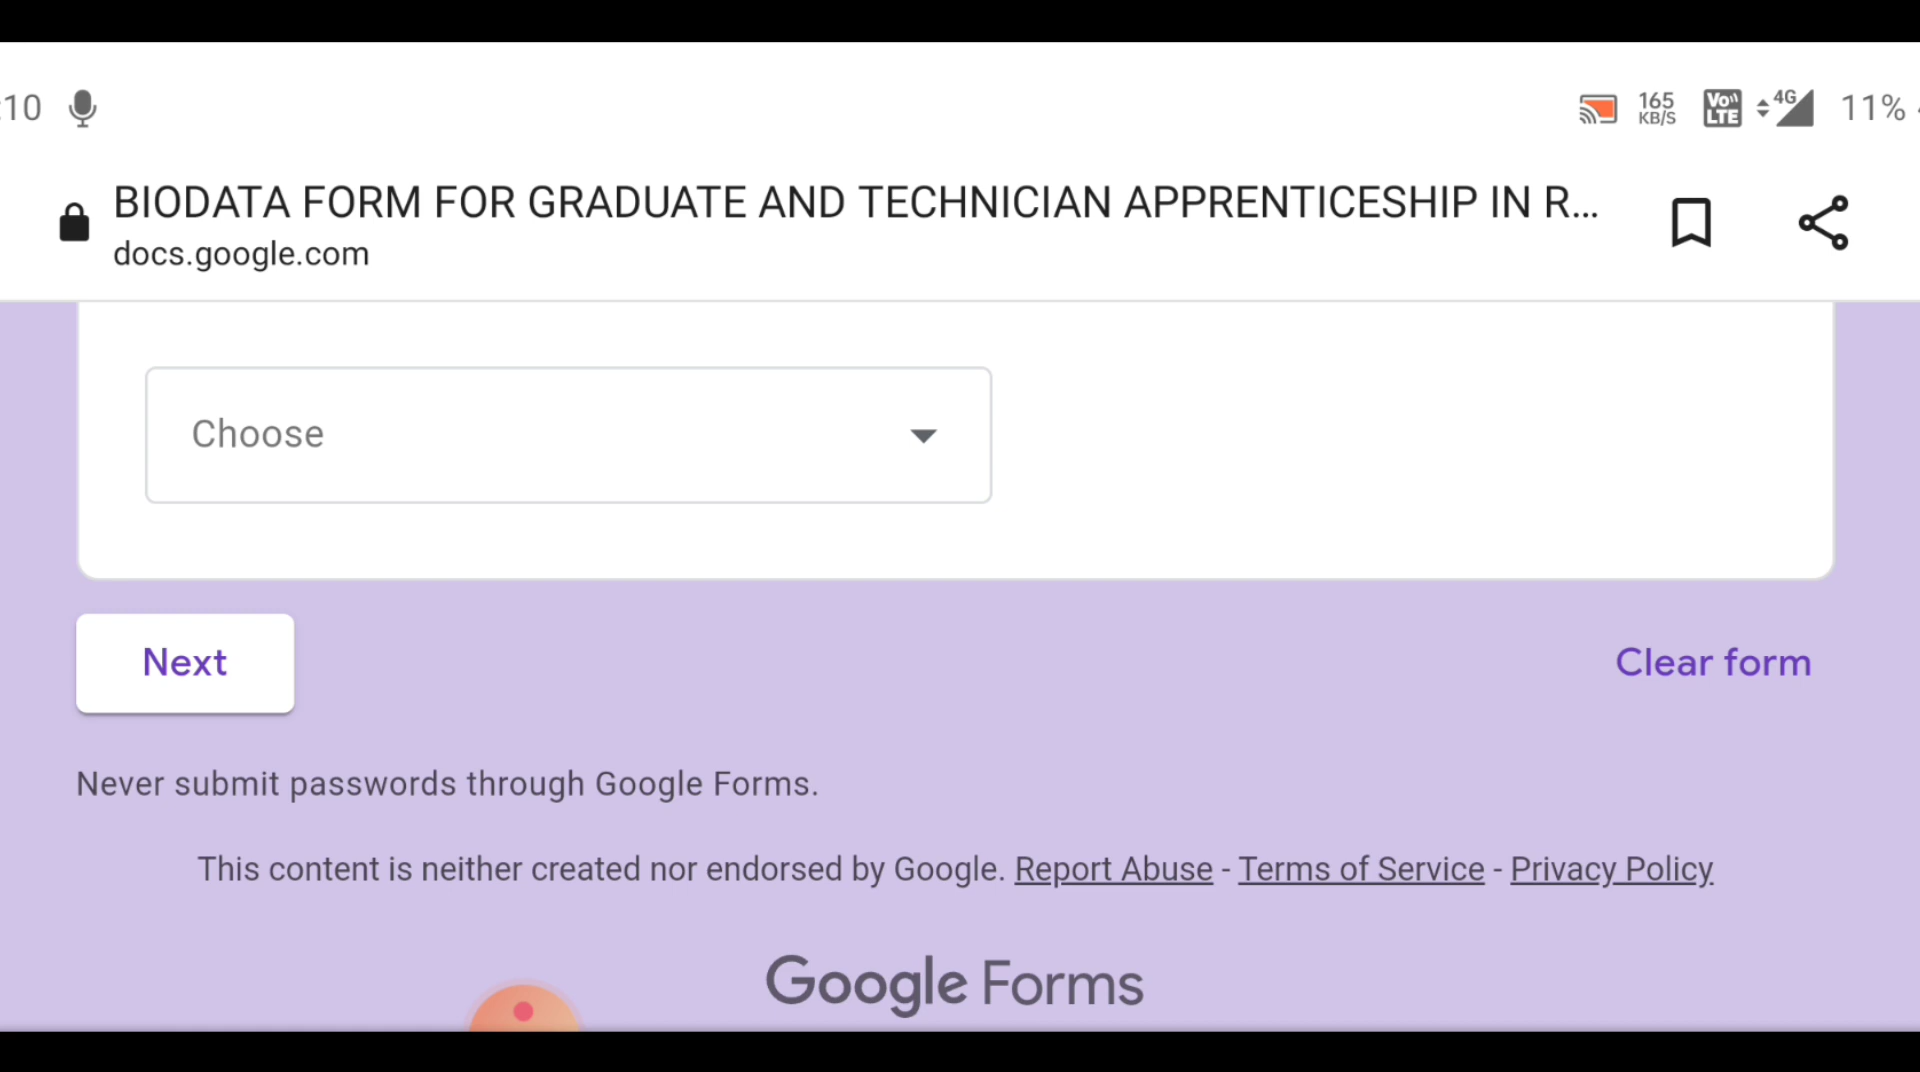 :10
165
KB/S
Vo
LTE
4G
11%
BIODATA FORM FOR GRADUATE AND TECHNICIAN APPRENTICESHIP IN R...
docs.google.com
Choose
Next
Clear form
Never submit passwords through Google Forms.
This content is neither created nor endorsed by Google. Report Abuse - Terms of Service - Privacy Policy
Google Forms